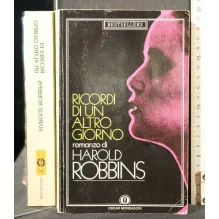 BESTSELLERS
RICORDI
DI UN
ALTRO
GIORNO
romanzo di
HAROLD
ROBBINS
OSCAR MONDADORI